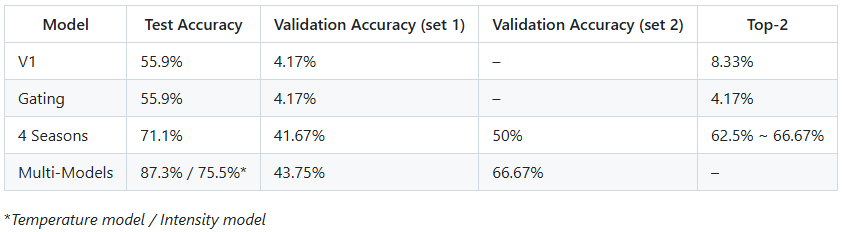 Model Test Accuracy Validation Accuracy (set 1) Validation Accuracy (set 2) Top-2
V1 55.9% 4.17% – 8.33%
Gating 55.9% 4.17% – 4.17%
4 Seasons 71.1% 41.67% 50% 62.5% ~ 66.67%
Multi-Models 87.3% / 75.5%* 43.75% 66.67% –
*Temperature model / Intensity model